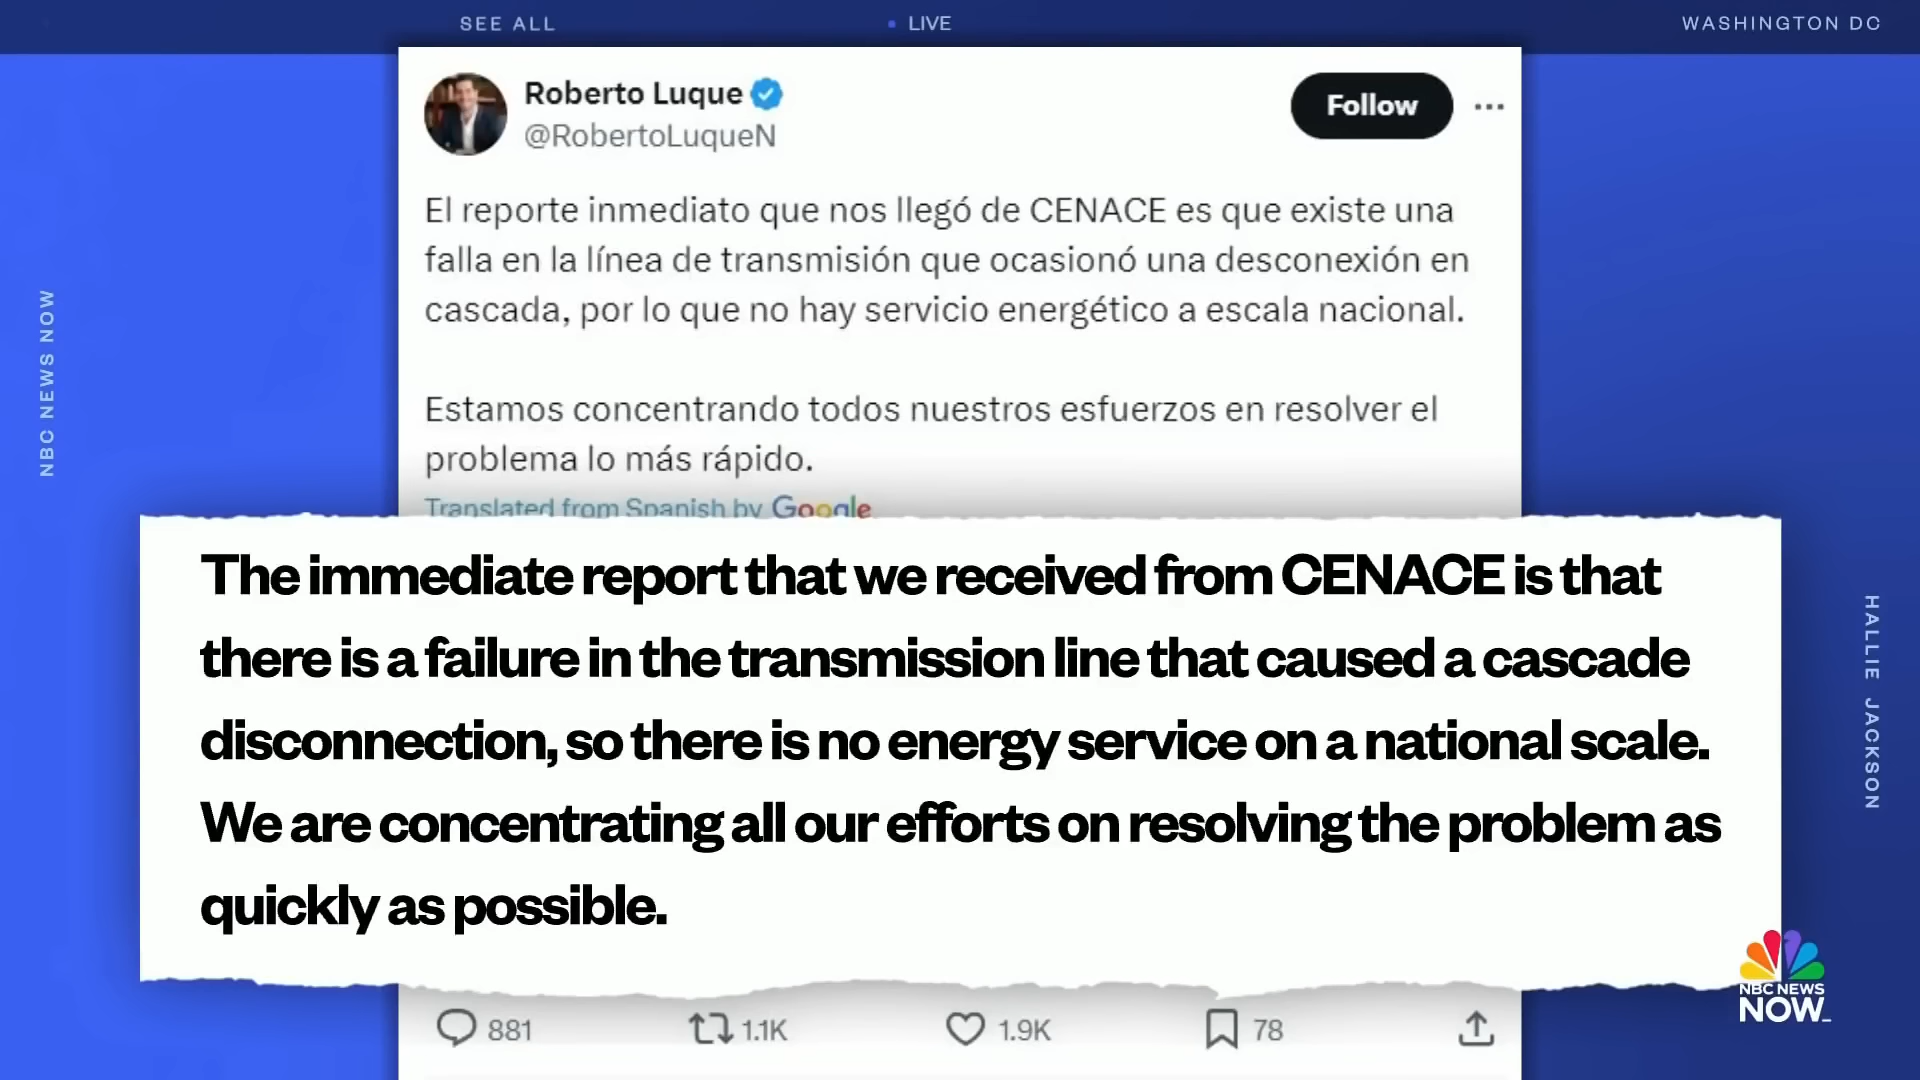 SEE ALL
LIVE
WASHINGTON DC
Roberto Luque
@RobertoLuqueN
Follow
El reporte inmediato que nos llegó de CENACE es que existe una
falla en la línea de transmisión que ocasionó una desconexión en
cascada, por lo que no hay servicio energético a escala nacional.
Estamos concentrando todos nuestros esfuerzos en resolver el
problema lo más rápido.
Translated from Spanish by Google
The immediate report that we received from CENACE is that
there is a failure in the transmission line that caused a cascade
disconnection, so there is no energy service on a national scale.
We are concentrating all our efforts on resolving the problem as
quickly as possible.
881
1.1K
1.9K
78
NBC NEWS NOW
HALLIE JACKSON
NBC NEWS
NOW_